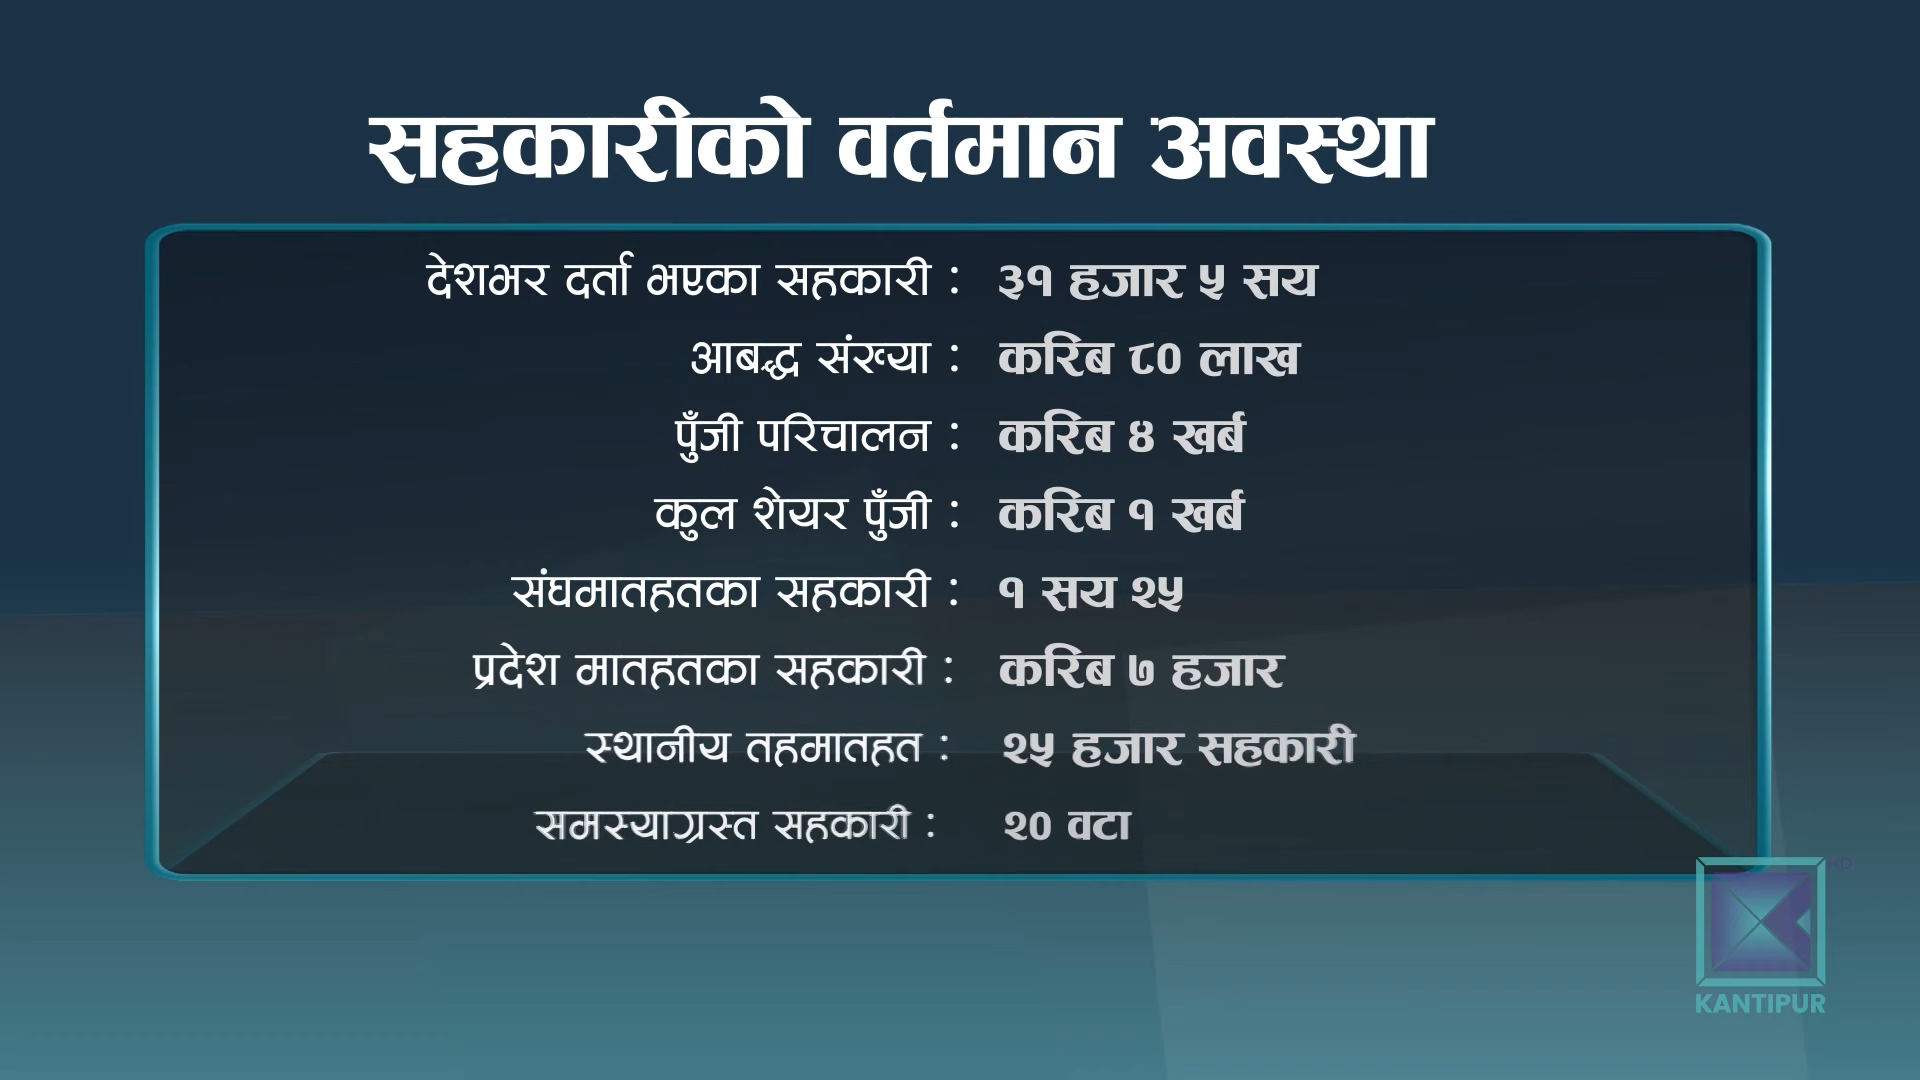 सहकारीको वर्तमान अवस्था
देशभर दर्ता भएका सहकारी : ३१ हजार ५ सय
आबद्ध संख्या : करिब ८० लाख
पुँजी परिचालन : करिब ४ खर्ब
कुल शेयर पुँजी : करिब १ खर्ब
संघमातहतका सहकारी : १ सय २५
प्रदेश मातहतका सहकारी : करिब ७ हजार
स्थानीय तहमातहत : २५ हजार सहकारी
समस्याग्रस्त सहकारी : २० वटा
HD
KANTIPUR